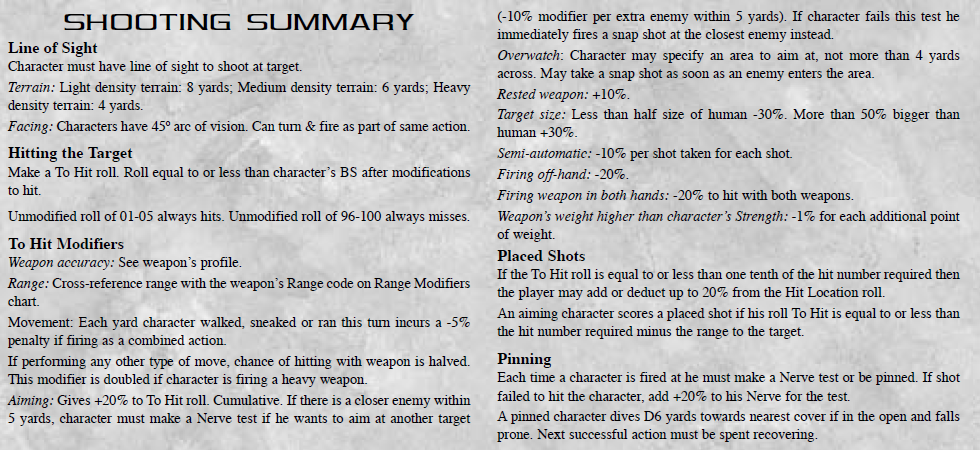 SHOOTING SUMMARY
Line of Sight
Character must have line of sight to shoot at target.
Terrain: Light density terrain: 8 yards; Medium density terrain: 6 yards; Heavy
density terrain: 4 yards.
Facing: Characters have 45º arc of vision. Can turn & fire as part of same action.
Hitting the Target
Make a To Hit roll. Roll equal to or less than character's BS after modifications
to hit.
Unmodified roll of 01-05 always hits. Unmodified roll of 96-100 always misses.
To Hit Modifiers
Weapon accuracy: See weapon's profile.
Range: Cross-reference range with the weapon's Range code on Range Modifiers
chart.
Movement: Each yard character walked, sneaked or ran this turn incurs a -5%
penalty if firing as a combined action.
If performing any other type of move, chance of hitting with weapon is halved.
This modifier is doubled if character is firing a heavy weapon.
Aiming: Gives +20% to To Hit roll. Cumulative. If there is a closer enemy within
5 yards, character must make a Nerve test if he wants to aim at another target
(-10% modifier per extra enemy within 5 yards). If character fails this test he
immediately fires a snap shot at the closest enemy instead.
Overwatch: Character may specify an area to aim at, not more than 4 yards
across. May take a snap shot as soon as an enemy enters the area.
Rested weapon: +10%.
Target size: Less than half size of human -30%. More than 50% bigger than
human +30%.
Semi-automatic: -10% per shot taken for each shot.
Firing off-hand: -20%.
Firing weapon in both hands: -20% to hit with both weapons.
Weapon's weight higher than character's Strength: -1% for each additional point
of weight.
Placed Shots
If the To Hit roll is equal to or less than one tenth of the hit number required then
the player may add or deduct up to 20% from the Hit Location roll.
An aiming character scores a placed shot if his roll To Hit is equal to or less than
the hit number required minus the range to the target.
Pinning
Each time a character is fired at he must make a Nerve test or be pinned. If shot
failed to hit the character, add +20% to his Nerve for the test.
A pinned character dives D6 yards towards nearest cover if in the open and falls
prone. Next successful action must be spent recovering.